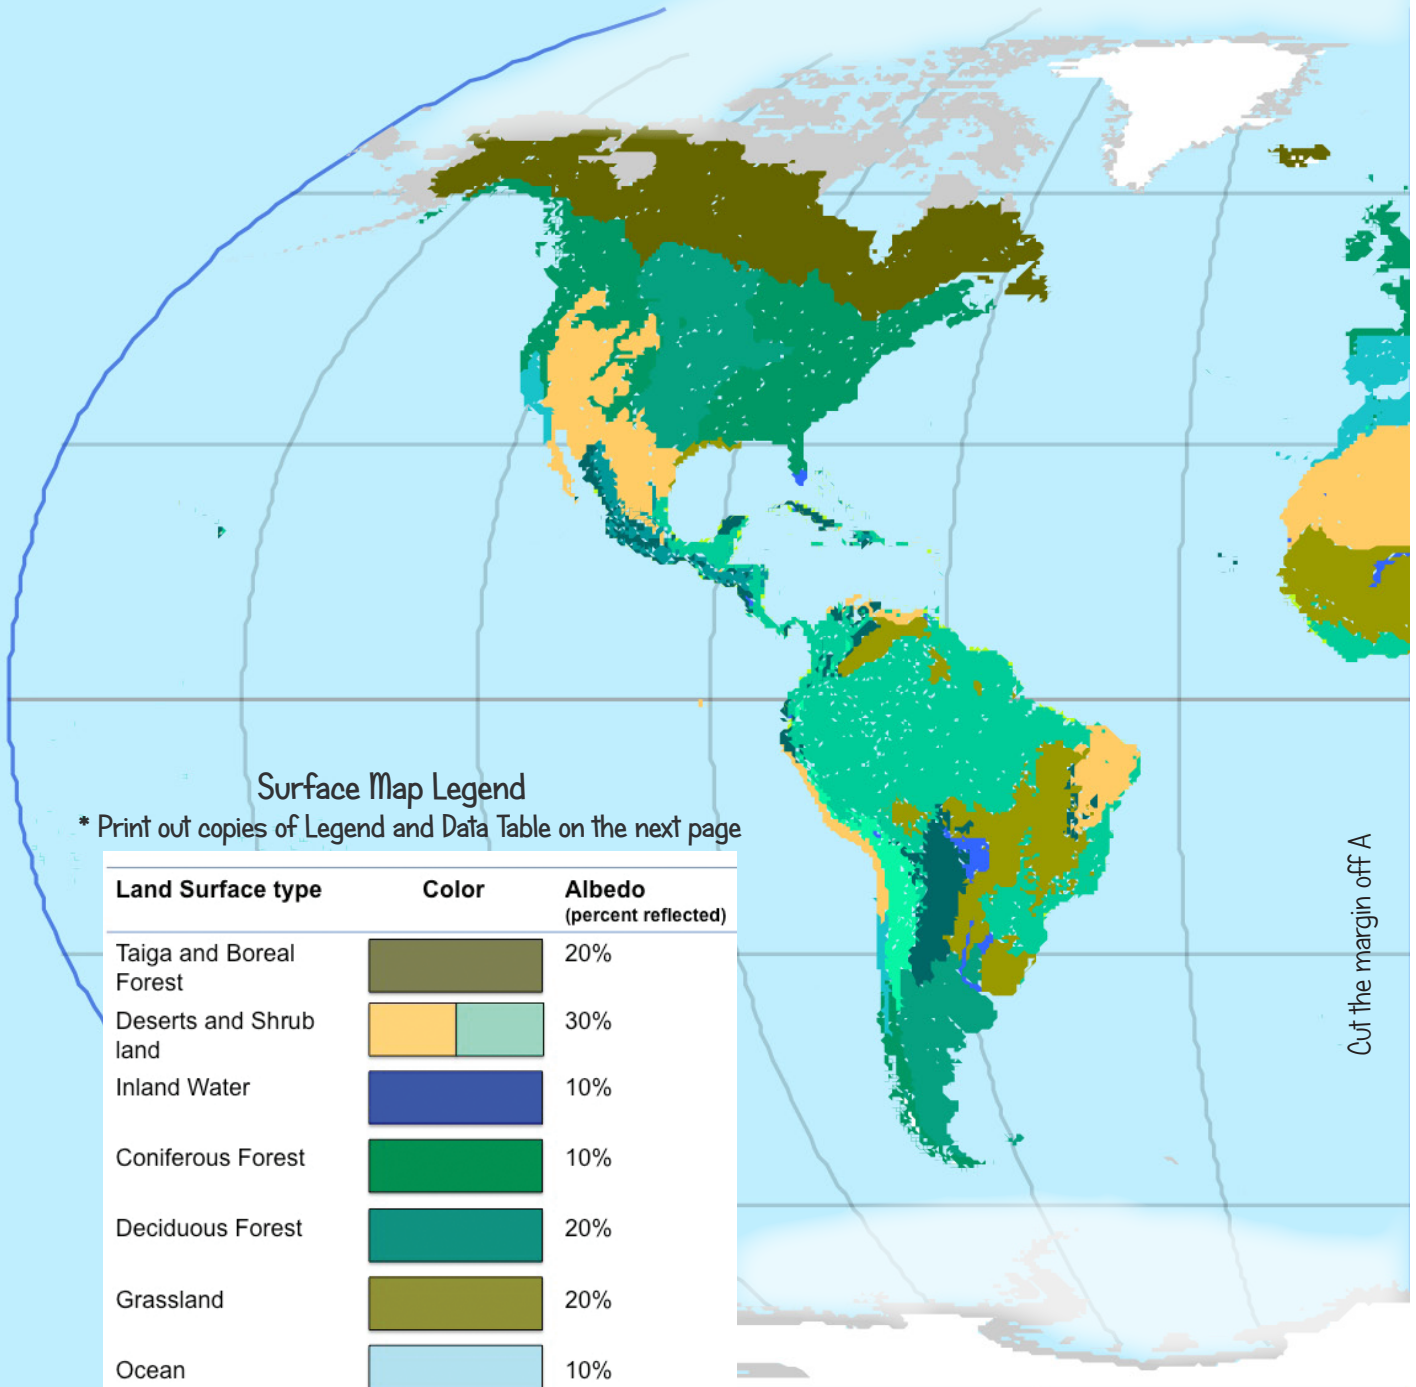 Surface Map Legend
* Print out copies of Legend and Data Table on the next page
Land Surface type Color Albedo
(percent reflected)
Taiga and Boreal 20%
Forest
Deserts and Shrub 30%
land
Inland Water 10%
Coniferous Forest 10%
Deciduous Forest 20%
Grassland 20%
Ocean 10%
Cut the margin off A